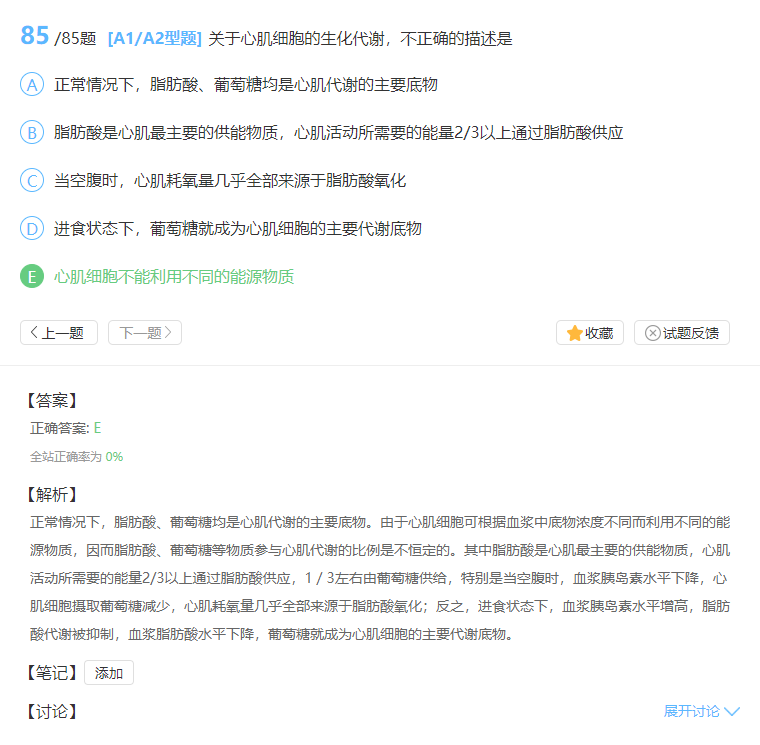 85 /85题 [A1/A2型题] 关于心肌细胞的生化代谢，不正确的描述是
A 正常情况下，脂肪酸、葡萄糖均是心肌代谢的主要底物
B 脂肪酸是心肌最主要的供能物质，心肌活动所需要的能量2/3以上通过脂肪酸供应
C 当空腹时，心肌耗氧量几乎全部来源于脂肪酸氧化
D 进食状态下，葡萄糖就成为心肌细胞的主要代谢底物
E 心肌细胞不能利用不同的能源物质
上一题 下一题 收藏 试题反馈
【答案】
正确答案: E
全站正确率为 0%
【解析】
正常情况下，脂肪酸、葡萄糖均是心肌代谢的主要底物。由于心肌细胞可根据血浆中底物浓度不同而利用不同的能
源物质，因而脂肪酸、葡萄糖等物质参与心肌代谢的比例是不恒定的。其中脂肪酸是心肌最主要的供能物质，心肌
活动所需要的能量2/3以上通过脂肪酸供应，1／3左右由葡萄糖供给，特别是当空腹时，血浆胰岛素水平下降，心
肌细胞摄取葡萄糖减少，心肌耗氧量几乎全部来源于脂肪酸氧化；反之，进食状态下，血浆胰岛素水平增高，脂肪
酸代谢被抑制，血浆脂肪酸水平下降，葡萄糖就成为心肌细胞的主要代谢底物。
【笔记】 添加
【讨论】 展开讨论